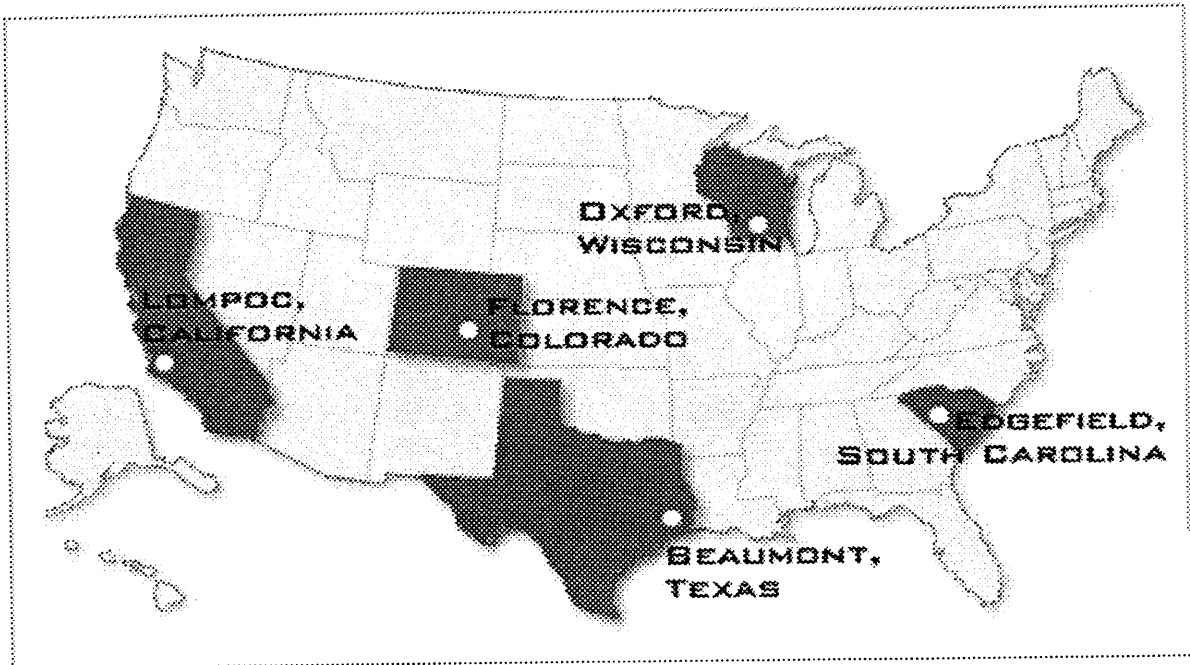 OXFORD,
WISCONSIN
LOMPOC,
CALIFORNIA
FLORENCE,
COLORADO
EDGEFIELD,
SOUTH CAROLINA
BEAUMONT,
TEXAS